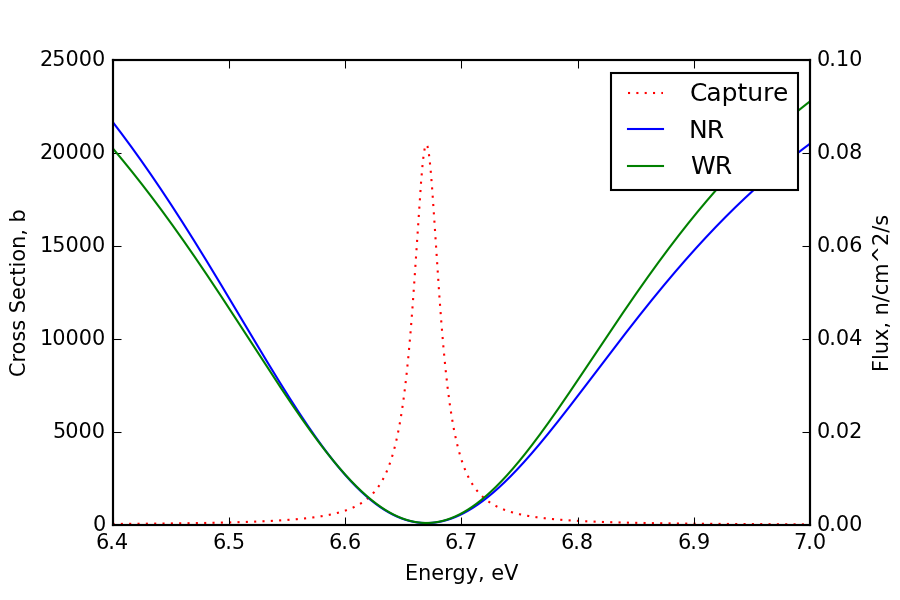 25000
20000
15000
10000
5000
0
Cross Section, b
6.4 6.5 6.6 6.7 6.8 6.9 7.0
Energy, eV
0.10
0.08
0.06
0.04
0.02
0.00
Flux, n/cm^2/s
Capture
NR
WR